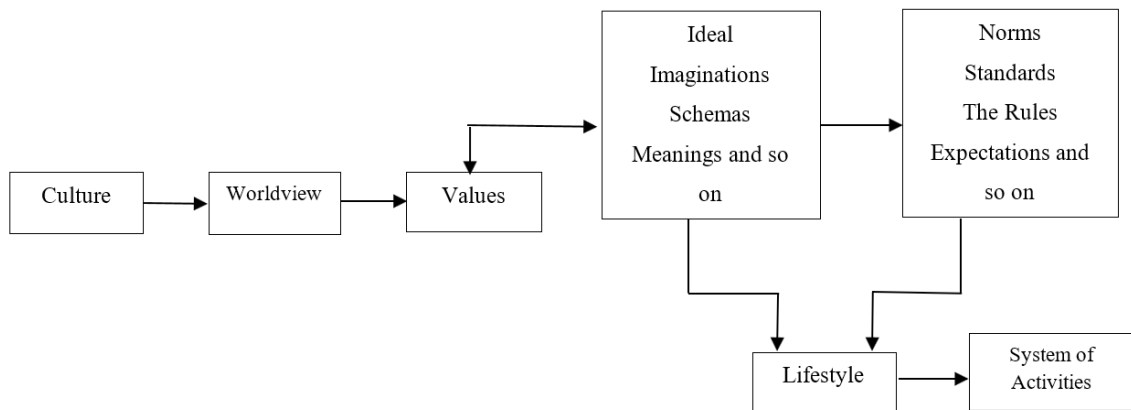 Culture
Worldview
Values
Ideal
Imaginations
Schemas
Meanings and so
on
Norms
Standards
The Rules
Expectations and
so on
Lifestyle
System of
Activities